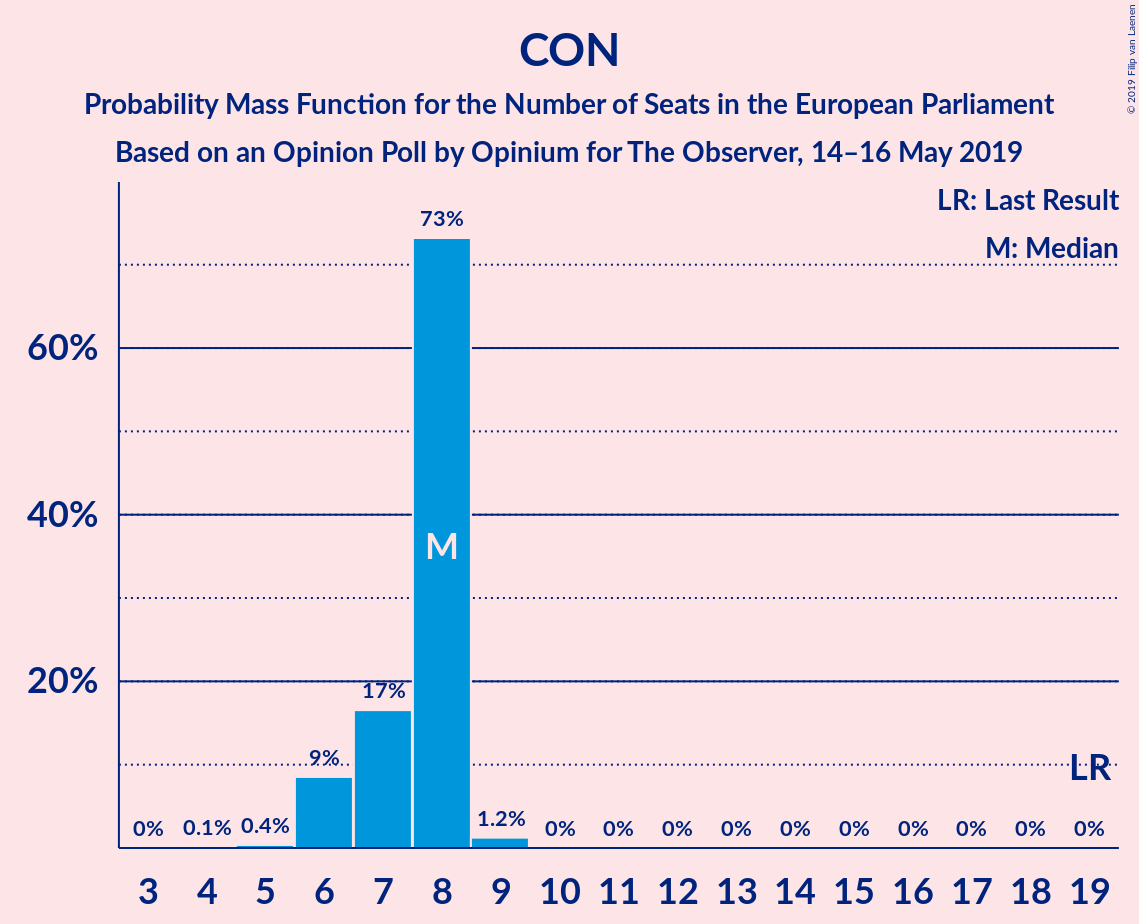 CON
Probability Mass Function for the Number of Seats in the European Parliament
Based on an Opinion Poll by Opinium for The Observer, 14–16 May 2019
© 2019 Filip van Laenen
LR: Last Result
M: Median
60%
40%
20%
0% 0.1% 0.4% 9% 17% 73% 1.2% 0% 0% 0% 0% 0% 0% 0% 0% 0% 0%
M
LR
3 4 5 6 7 8 9 10 11 12 13 14 15 16 17 18 19